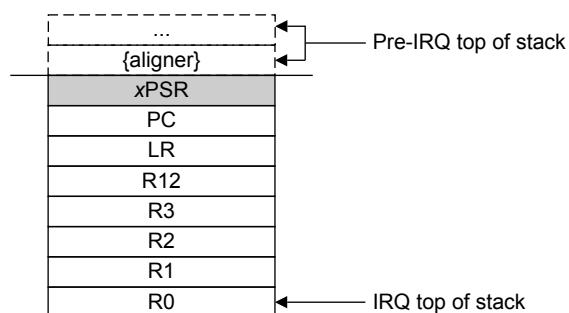 ...
Pre-IRQ top of stack
{aligner}
xPSR
PC
LR
R12
R3
R2
R1
R0
IRQ top of stack